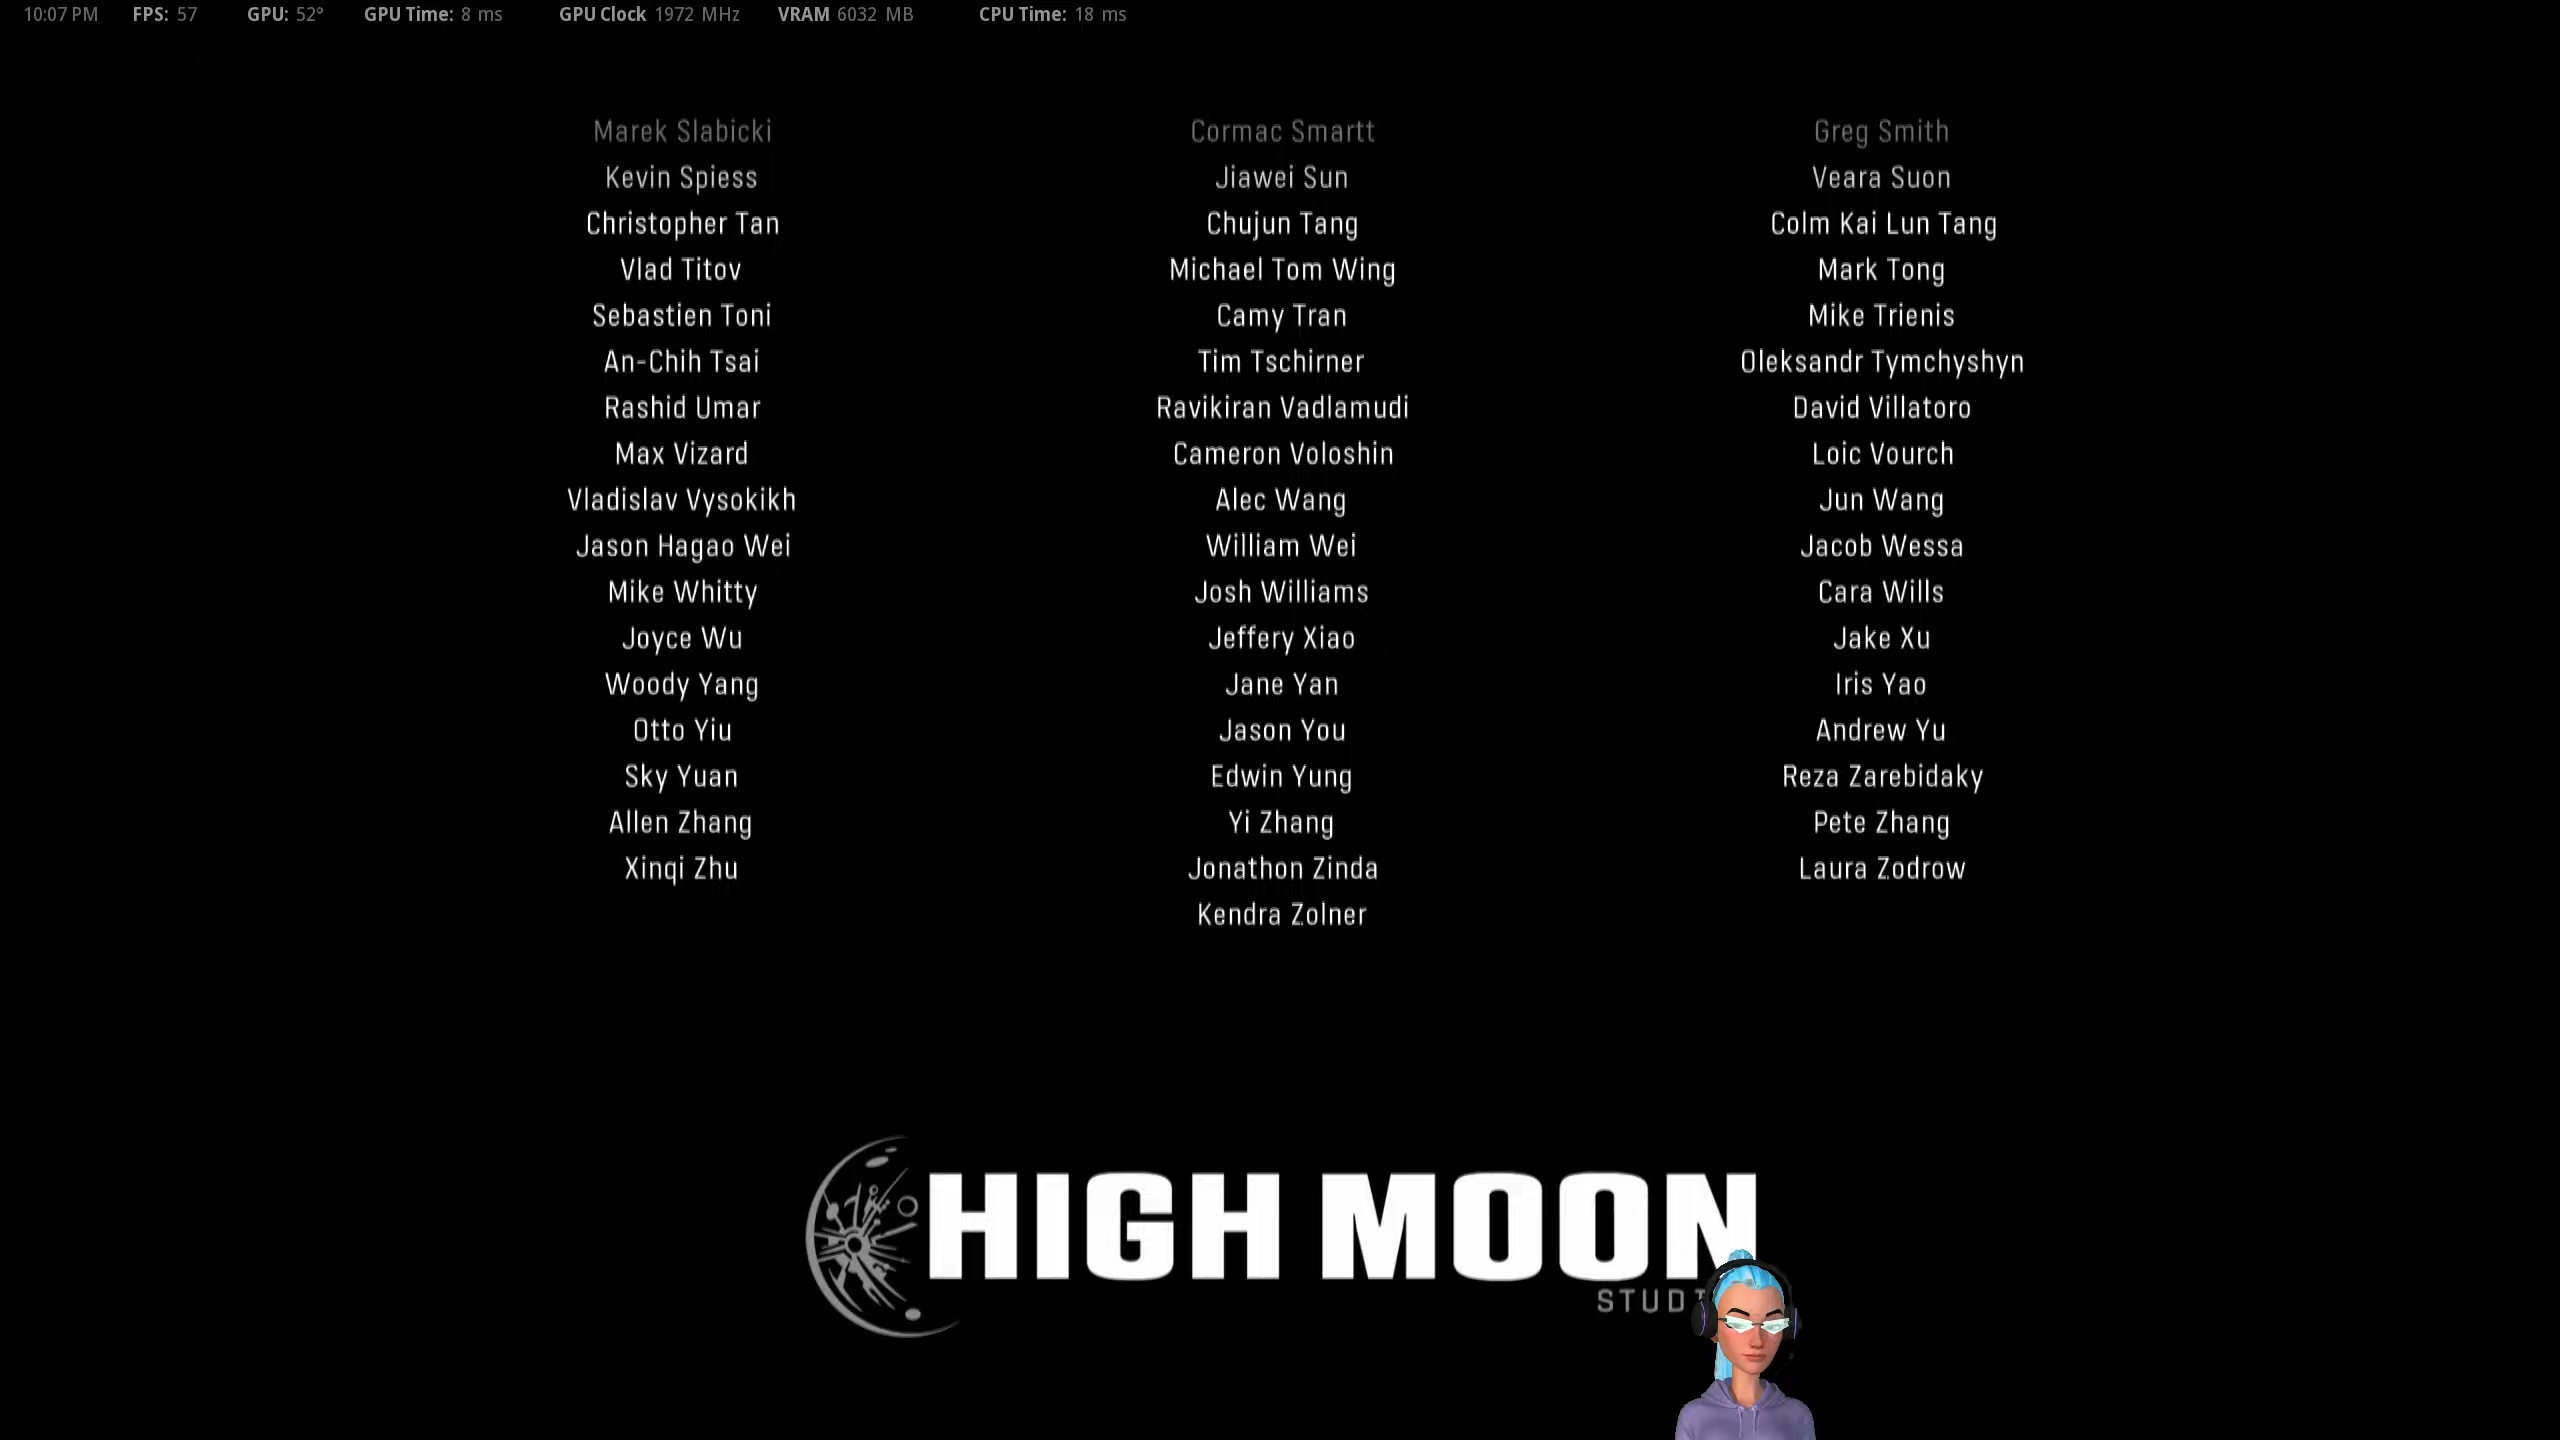 10:07 PM FPS: 57 GPU: 52° GPU Time: 8 ms GPU Clock 1972 MHz VRAM 6032 MB CPU Time: 18 ms
Marek Slabicki Cormac Smartt Greg Smith
Kevin Spiess Jiawei Sun Veara Suon
Christopher Tan Chujun Tang Colm Kai Lun Tang
Vlad Titov Michael Tom Wing Mark Tong
Sebastien Toni Camy Tran Mike Trienis
An-Chih Tsai Tim Tschirner Oleksandr Tymchyshyn
Rashid Umar Ravikiran Vadlamudi David Villatoro
Max Vizard Cameron Voloshin Loic Vourch
Vladislav Vysokikh Alec Wang Jun Wang
Jason Hagao Wei William Wei Jacob Wessa
Mike Whitty Josh Williams Cara Wills
Joyce Wu Jeffery Xiao Jake Xu
Woody Yang Jane Yan Iris Yao
Otto Yiu Jason You Andrew Yu
Sky Yuan Edwin Yung Reza Zarebidaky
Allen Zhang Yi Zhang Pete Zhang
Xinqi Zhu Jonathon Zinda Laura Zodrow
Kendra Zolner
HIGH MOON